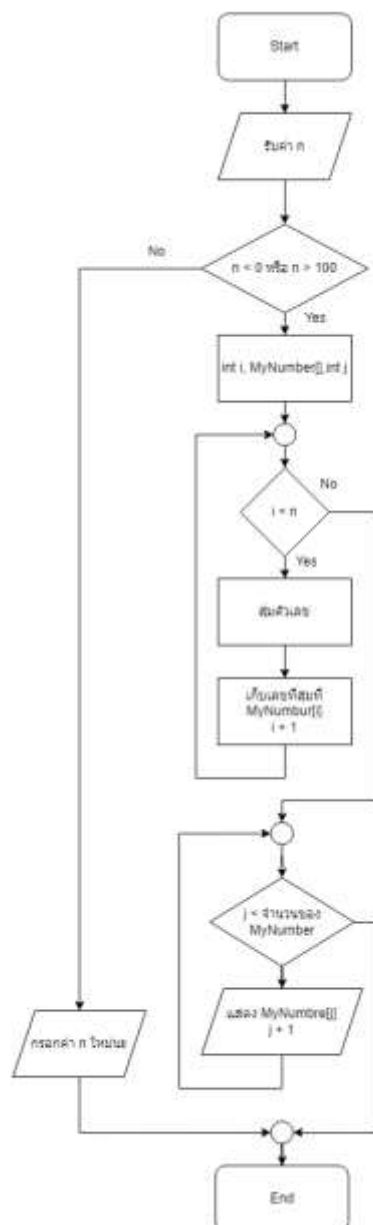 Start
รับค่า n
n < 0 หรือ n > 100
No
Yes
int i, MyNumber[],int j
No
Yes
สุ่มตัวเลข
เก็บเลขที่สุ่มที่
MyNumbur[i]
i + 1
j < จำนวนของ
MyNumber
แสดง MyNumbre[j]
j + 1
กรอกค่า n ใหม่นะ
End